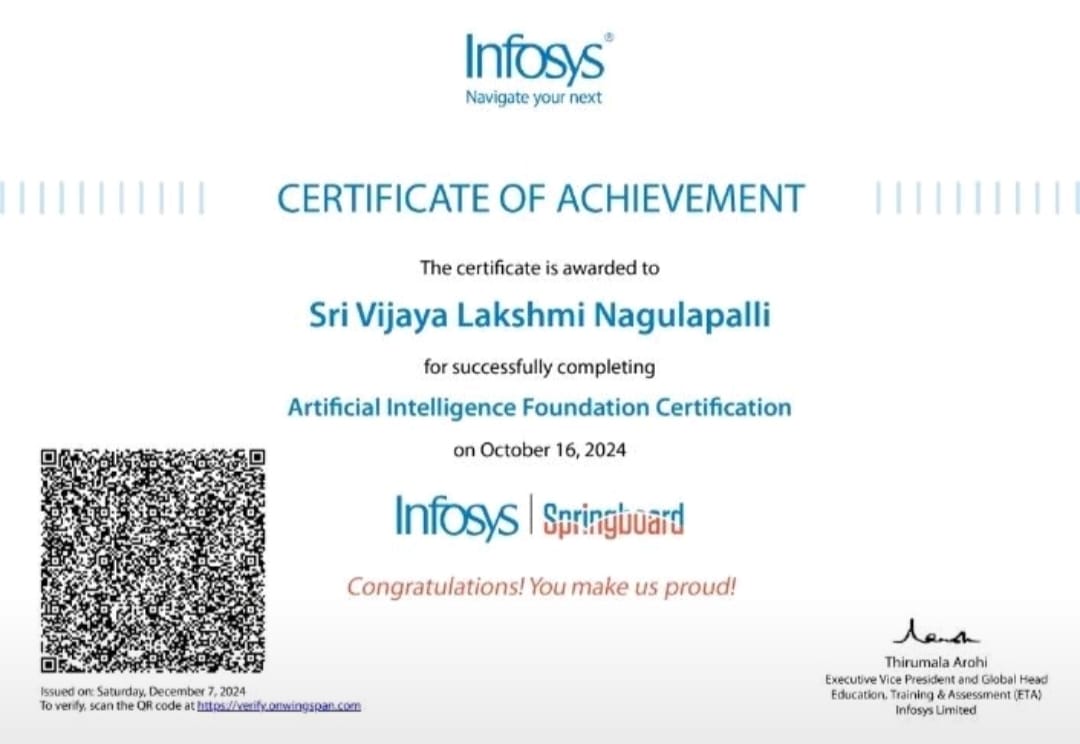 Infosys®
Navigate your next
CERTIFICATE OF ACHIEVEMENT
The certificate is awarded to
Sri Vijaya Lakshmi Nagulapalli
for successfully completing
Artificial Intelligence Foundation Certification
on October 16, 2024
Infosys | Springboard
Congratulations! You make us proud!
Issued on: Saturday, December 7, 2024
To verify, scan the QR code at https://verify.onwingspan.com
Thirumala Arohi
Executive Vice President and Global Head
Education, Training & Assessment (ETA)
Infosys Limited